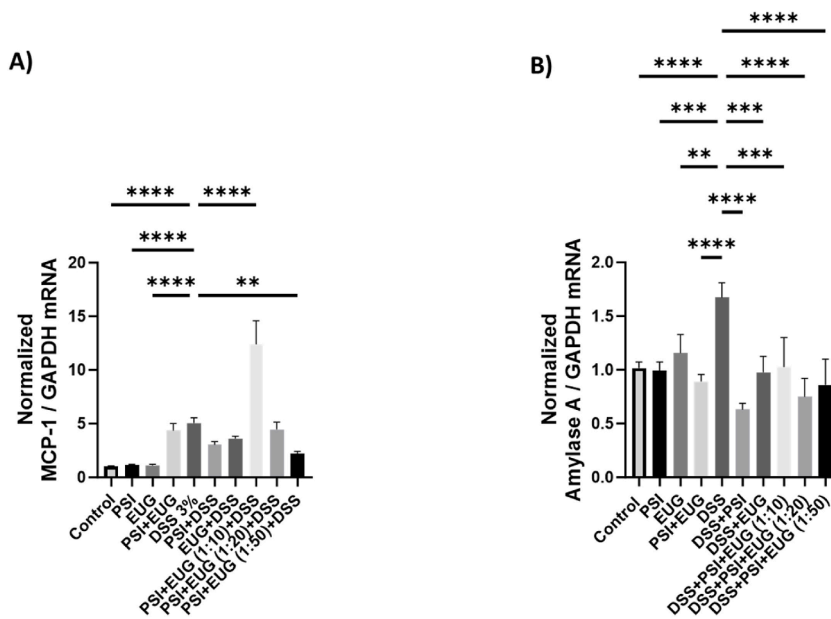 A)
****
****
****
****
****
**
Normalized
MCP-1 / GAPDH mRNA
20
15
10
5
0
Control
PSI
EUG
PSI+EUG
DSS 3%
PSI+DSS
EUG+DSS
PSI+EUG (1:10)+DSS
PSI+EUG (1:20)+DSS
PSI+EUG (1:50)+DSS
B)
****
****
****
***
***
**
***
****
****
Normalized
Amylase A / GAPDH mRNA
2.0
1.5
1.0
0.5
0.0
Control
PSI
EUG
PSI+EUG
DSS
DSS+PSI
DSS+EUG
DSS+PSI+EUG (1:10)
DSS+PSI+EUG (1:20)
DSS+PSI+EUG (1:50)